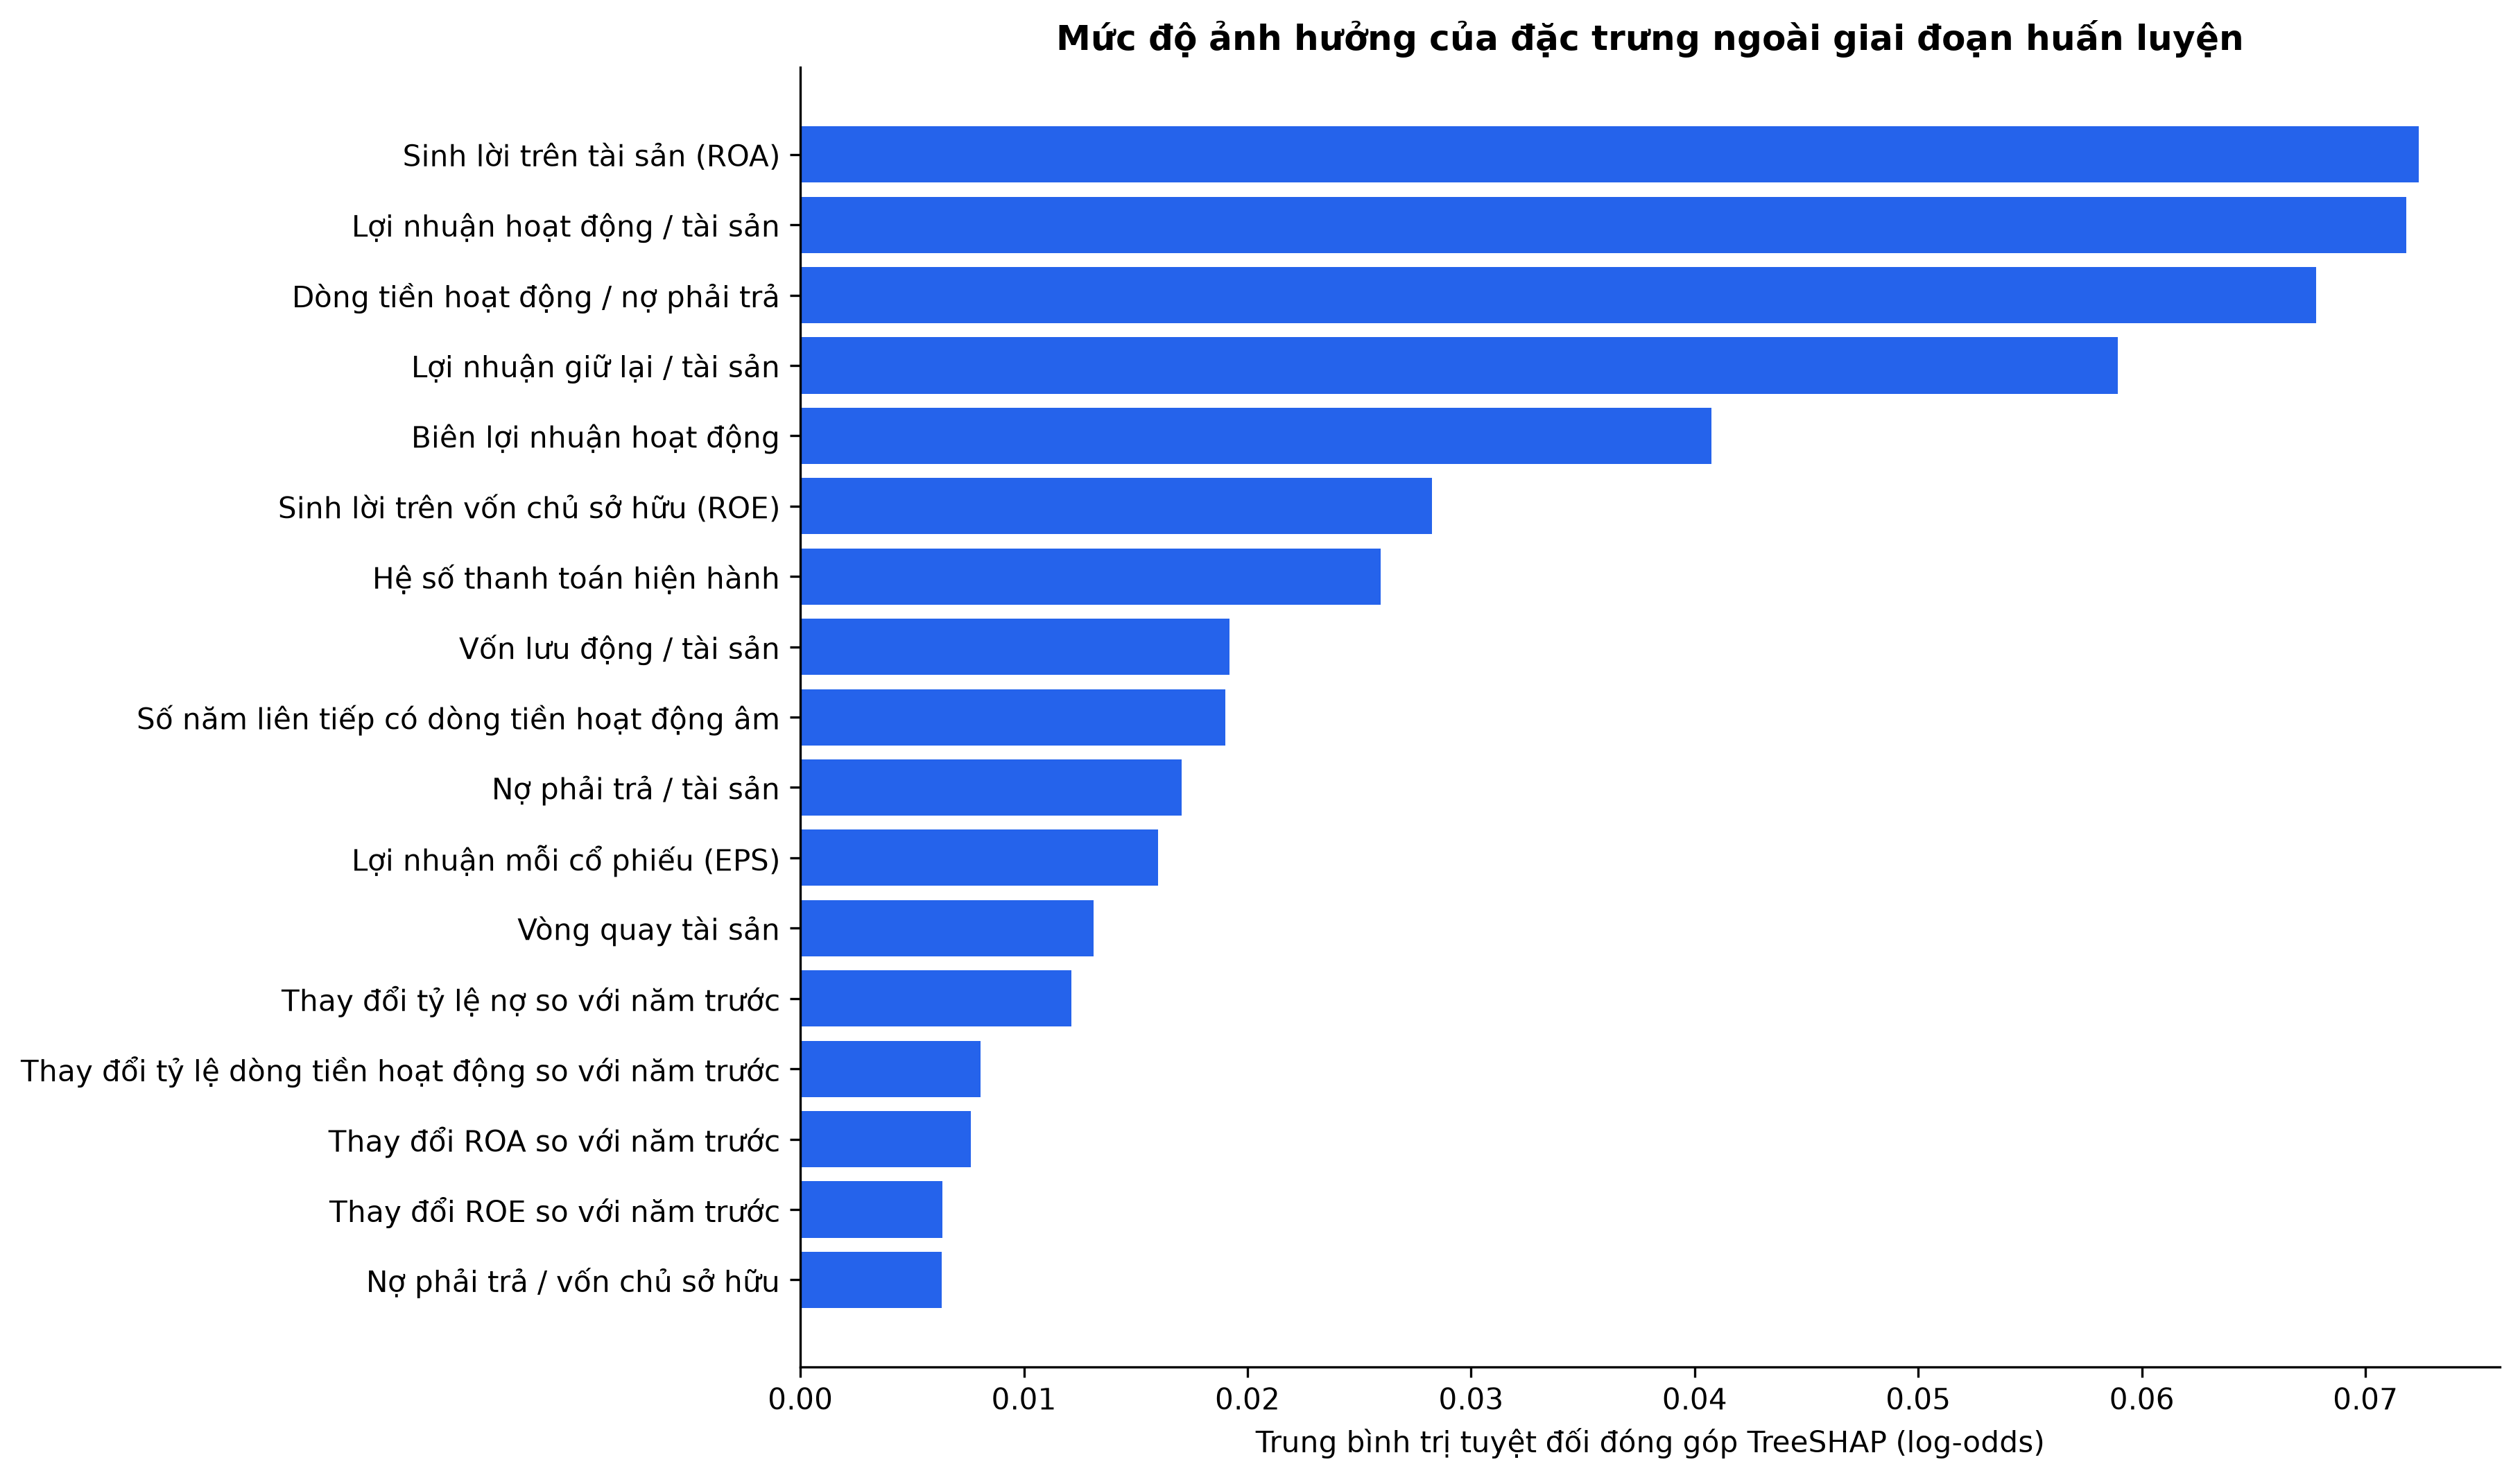 Mức độ ảnh hưởng của đặc trưng ngoài giai đoạn huấn luyện
Sinh lời trên tài sản (ROA)
Lợi nhuận hoạt động / tài sản
Dòng tiền hoạt động / nợ phải trả
Lợi nhuận giữ lại / tài sản
Biên lợi nhuận hoạt động
Sinh lời trên vốn chủ sở hữu (ROE)
Hệ số thanh toán hiện hành
Vốn lưu động / tài sản
Số năm liên tiếp có dòng tiền hoạt động âm
Nợ phải trả / tài sản
Lợi nhuận mỗi cổ phiếu (EPS)
Vòng quay tài sản
Thay đổi tỷ lệ nợ so với năm trước
Thay đổi tỷ lệ dòng tiền hoạt động so với năm trước
Thay đổi ROA so với năm trước
Thay đổi ROE so với năm trước
Nợ phải trả / vốn chủ sở hữu
0.00 0.01 0.02 0.03 0.04 0.05 0.06 0.07
Trung bình trị tuyệt đối đóng góp TreeSHAP (log-odds)